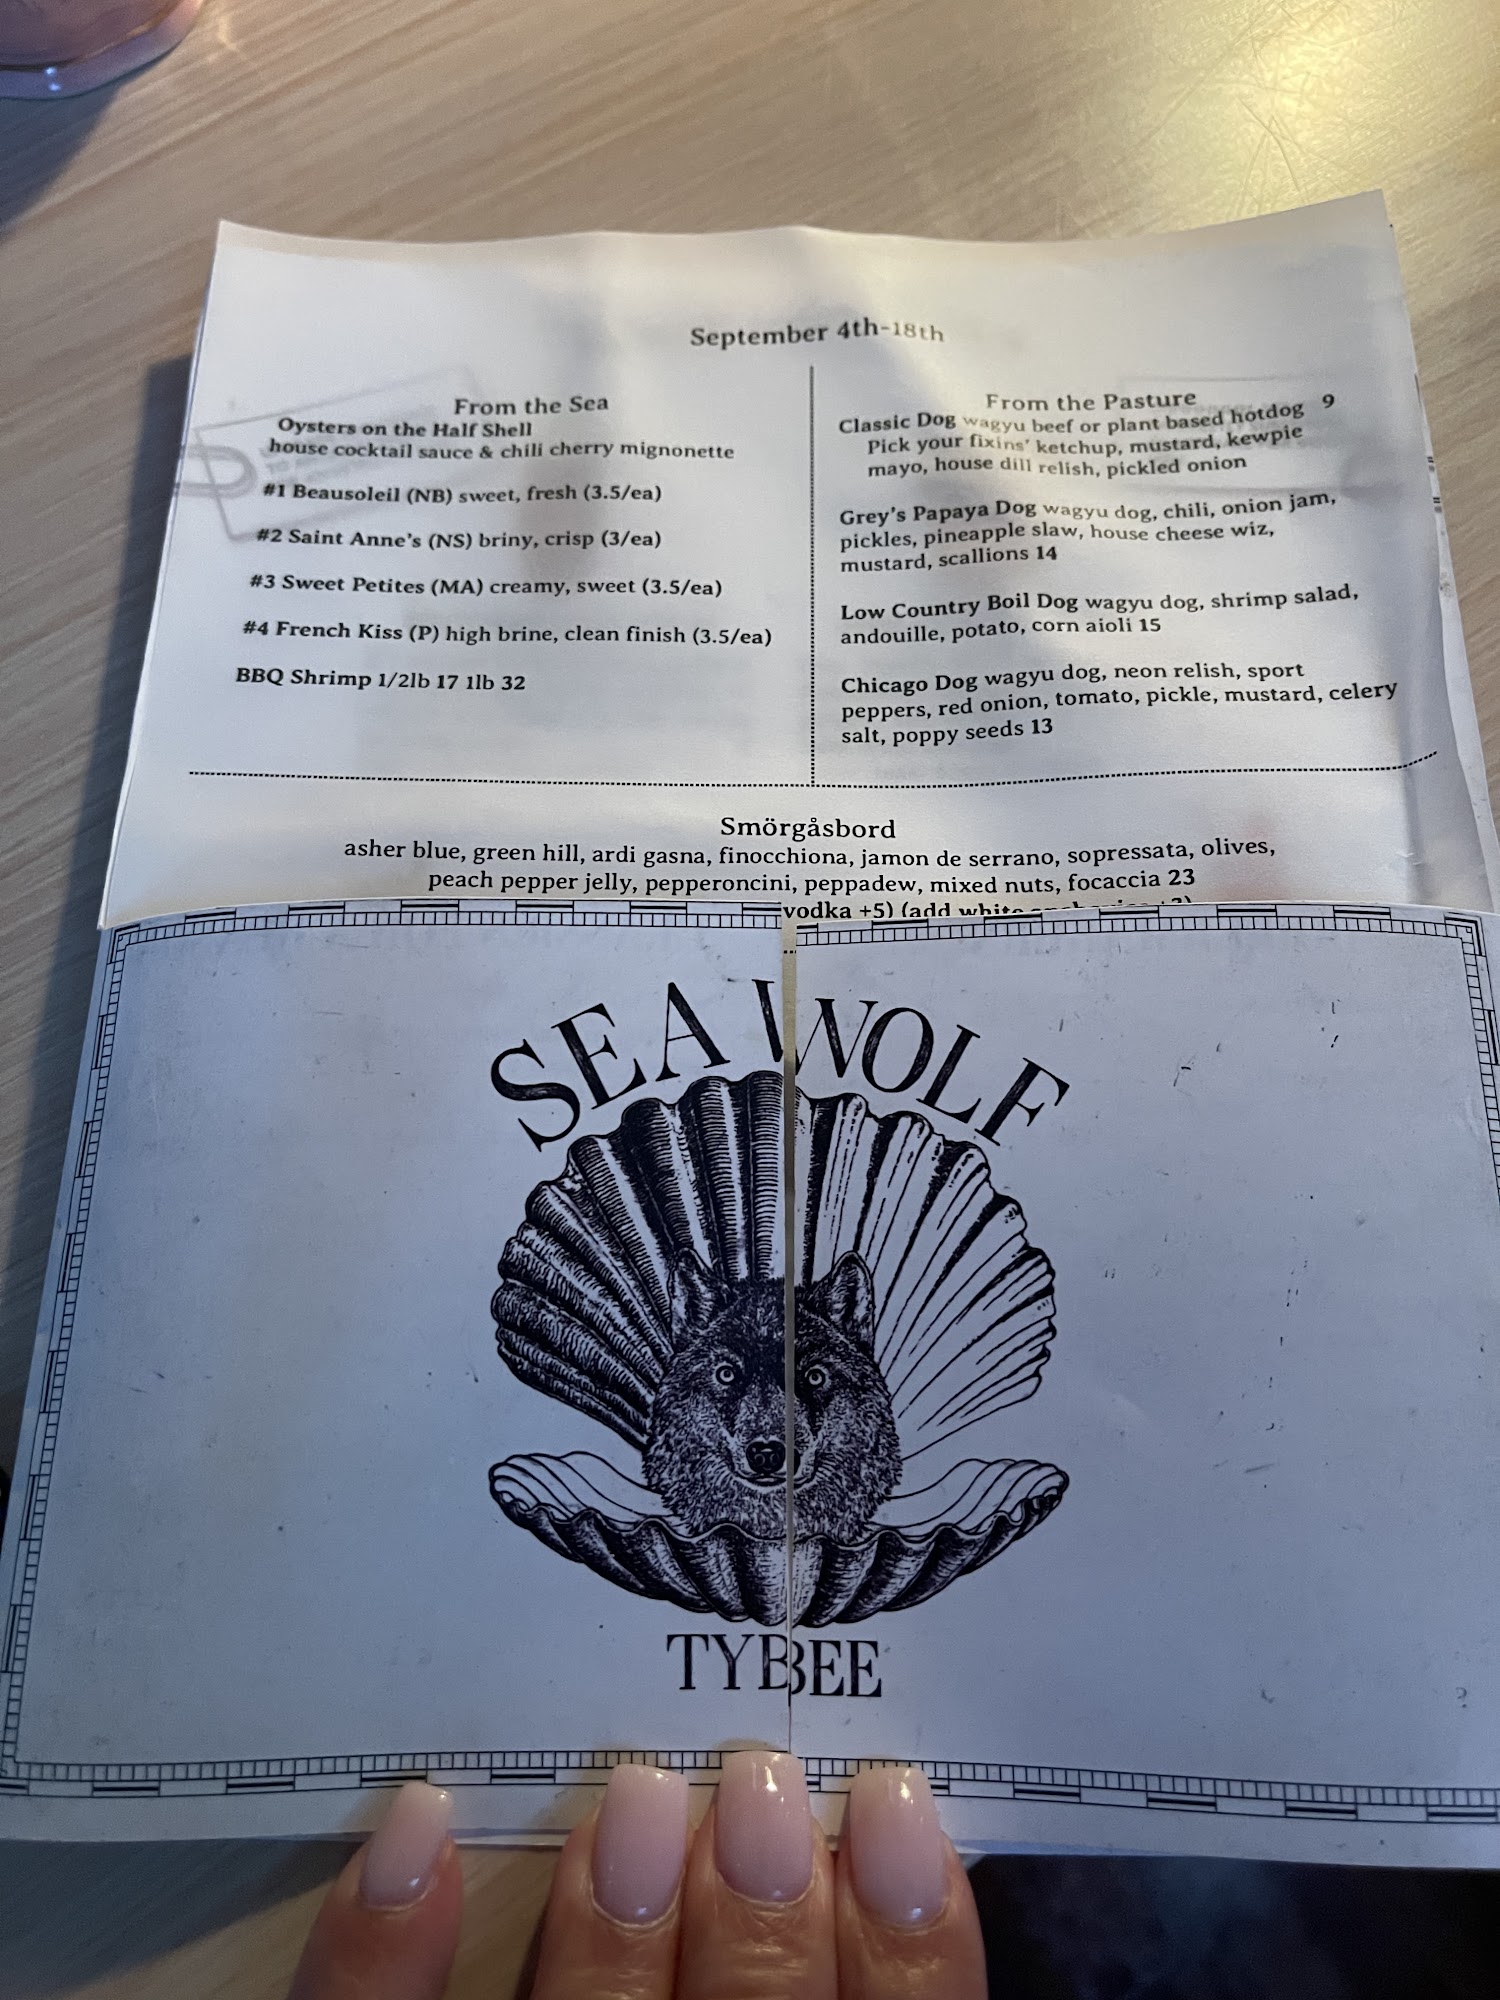 September 4th-18th
From the Sea
Oysters on the Half Shell
house cocktail sauce & chili cherry mignonette
#1 Beausoleil (NB) sweet, fresh (3.5/ea)
#2 Saint Anne's (NS) briny, crisp (3/ea)
#3 Sweet Petites (MA) creamy, sweet (3.5/ea)
#4 French Kiss (P) high brine, clean finish (3.5/ea)
BBQ Shrimp 1/2lb 17 1lb 32
From the Pasture
Classic Dog wagyu beef or plant based hotdog 9
Pick your fixins' ketchup, mustard, kewpie
mayo, house dill relish, pickled onion
Grey's Papaya Dog wagyu dog, chili, onion jam,
pickles, pineapple slaw, house cheese wiz,
mustard, scallions 14
Low Country Boil Dog wagyu dog, shrimp salad,
andouille, potato, corn aioli 15
Chicago Dog wagyu dog, neon relish, sport
peppers, red onion, tomato, pickle, mustard, celery
salt, poppy seeds 13
Smörgåsbord
asher blue, green hill, ardi gasna, finocchiona, jamon de serrano, sopressata, olives,
peach pepper jelly, pepperoncini, peppadew, mixed nuts, focaccia 23
vodka +5) (add white
SEA WOLF
TYBEE